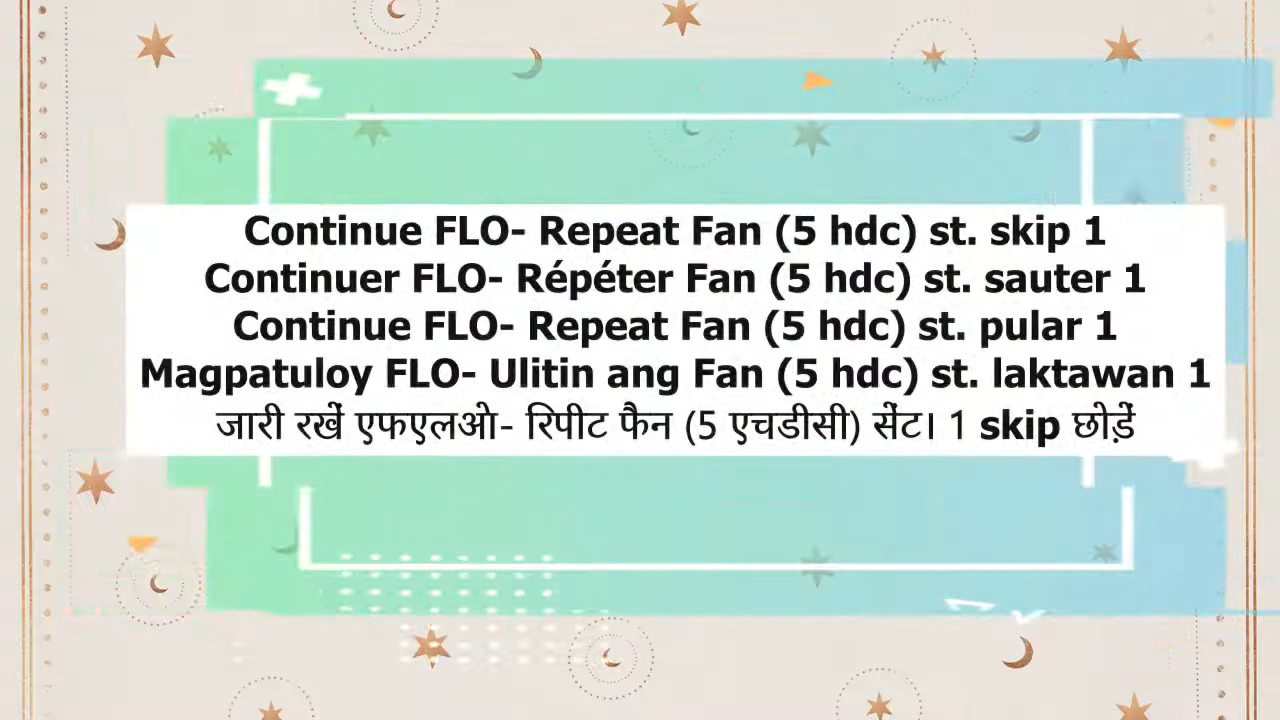 Continue FLO- Repeat Fan (5 hdc) st. skip 1
Continuer FLO- Répéter Fan (5 hdc) st. sauter 1
Continue FLO- Repeat Fan (5 hdc) st. pular 1
Magpatuloy FLO- Ulitin ang Fan (5 hdc) st. laktawan 1
जारी रखें एफएलओ- रिपीट फैन (5 एचडीसी) सेंट। 1 skip छोड़ें